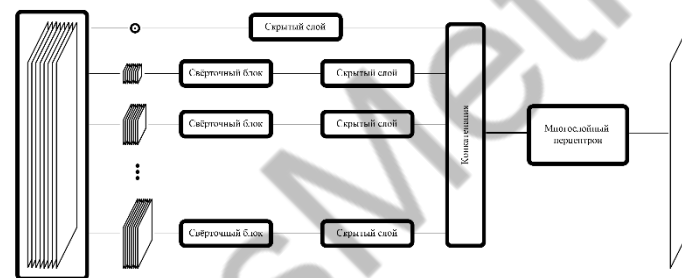 Скрытый слой
Свёрточный блок
Скрытый слой
Свёрточный блок
Скрытый слой
Свёрточный блок
Скрытый слой
Конкатенация
Многослойный
перцептрон